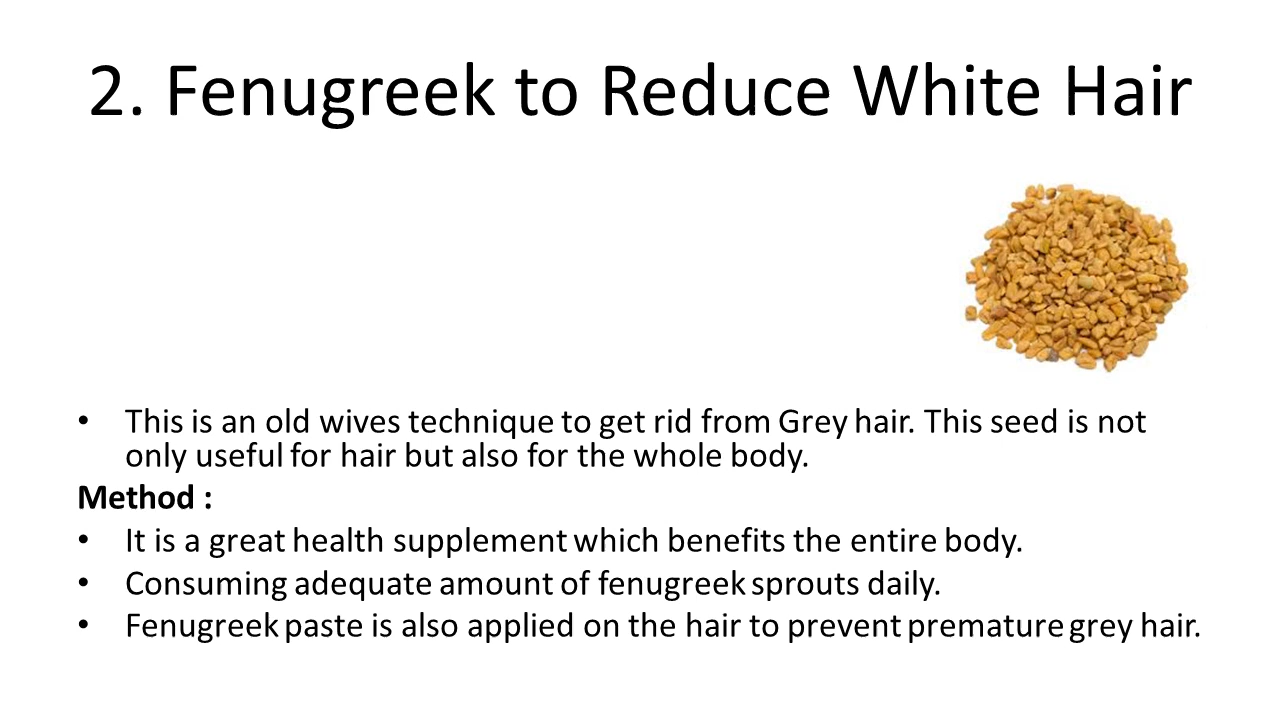 2. Fenugreek to Reduce White Hair
• This is an old wives technique to get rid from Grey hair. This seed is not
only useful for hair but also for the whole body.
Method :
• It is a great health supplement which benefits the entire body.
• Consuming adequate amount of fenugreek sprouts daily.
• Fenugreek paste is also applied on the hair to prevent premature grey hair.